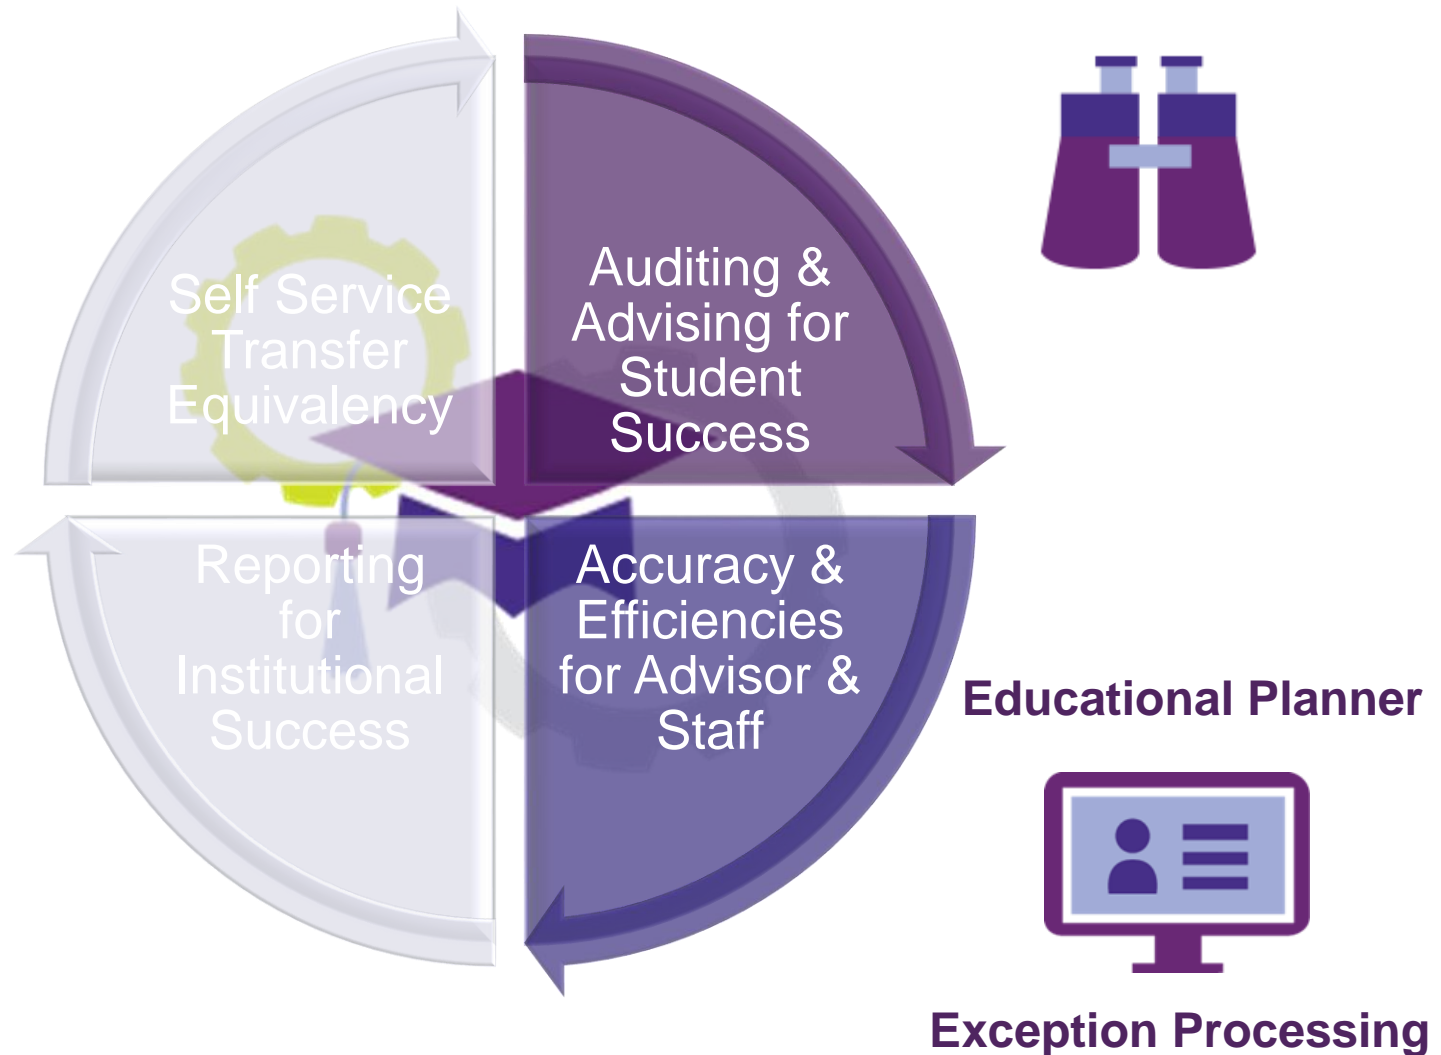 Self Service
Transfer
Equivalency
Auditing &
Advising for
Student
Success
Reporting
for
Institutional
Success
Accuracy &
Efficiencies
for Advisor &
Staff
Educational Planner
Exception Processing